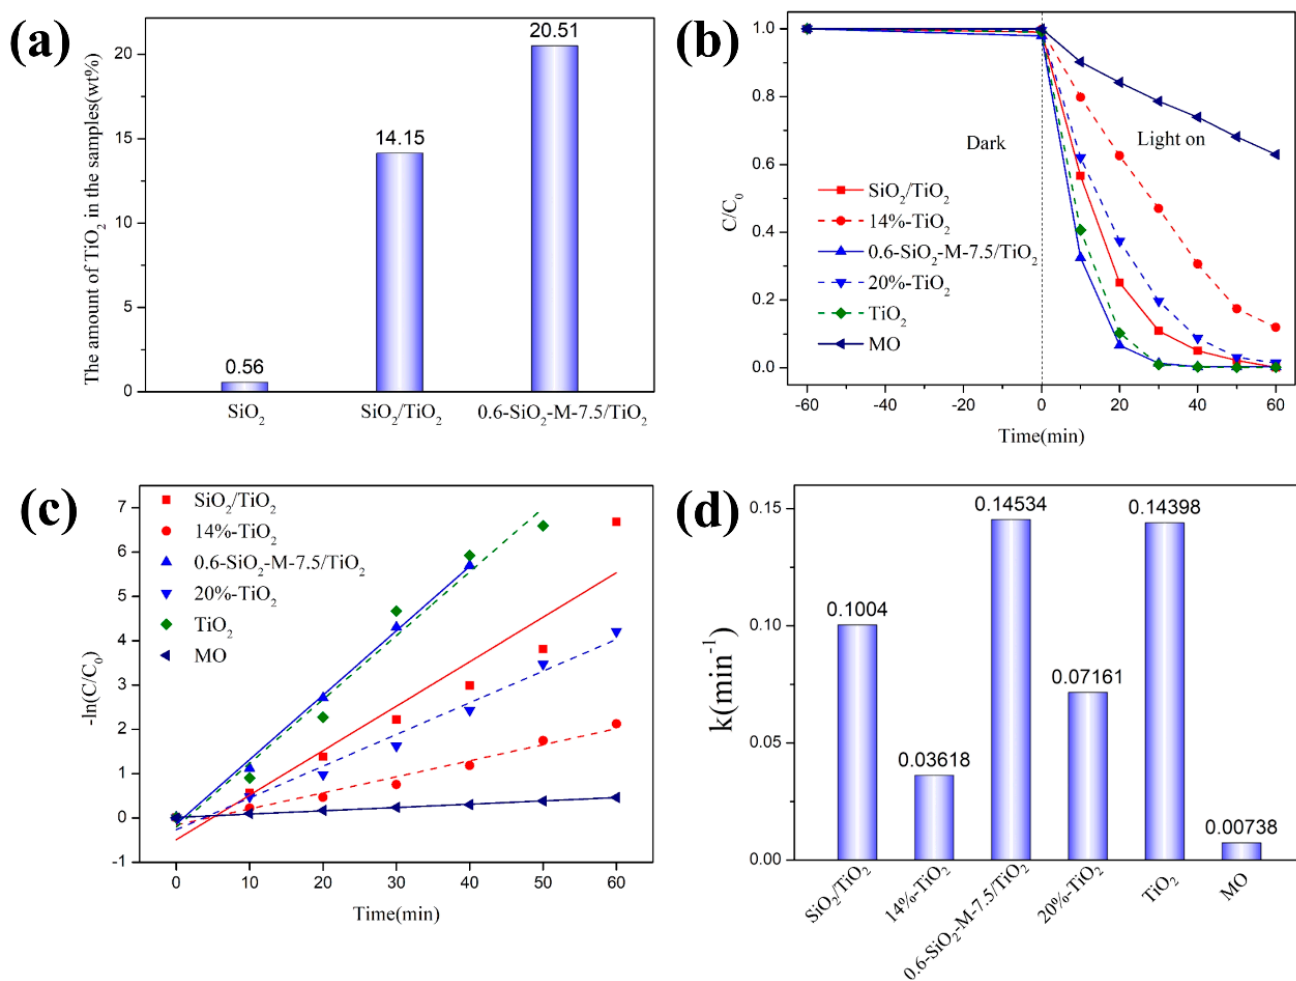 (a)
The amount of TiO₂ in the samples(wt%)
20
15
10
5
0
0.56
14.15
20.51
SiO₂
SiO₂/TiO₂
0.6-SiO₂-M-7.5/TiO₂
(b)
C/C₀
1.0
0.8
0.6
0.4
0.2
0.0
Dark
Light on
SiO₂/TiO₂
14%-TiO₂
0.6-SiO₂-M-7.5/TiO₂
20%-TiO₂
TiO₂
MO
-60
-40
-20
0
20
40
60
Time(min)
(c)
-ln(C/C₀)
7
6
5
4
3
2
1
0
-1
SiO₂/TiO₂
14%-TiO₂
0.6-SiO₂-M-7.5/TiO₂
20%-TiO₂
TiO₂
MO
0
10
20
30
40
50
60
Time(min)
(d)
k(min⁻¹)
0.15
0.10
0.05
0.00
0.1004
0.03618
0.14534
0.07161
0.14398
0.00738
SiO₂/TiO₂
14%-TiO₂
0.6-SiO₂-M-7.5/TiO₂
20%-TiO₂
TiO₂
MO